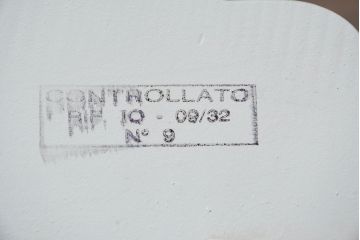 CONTROLLATO
RIF. IO - 09/32
N° 9